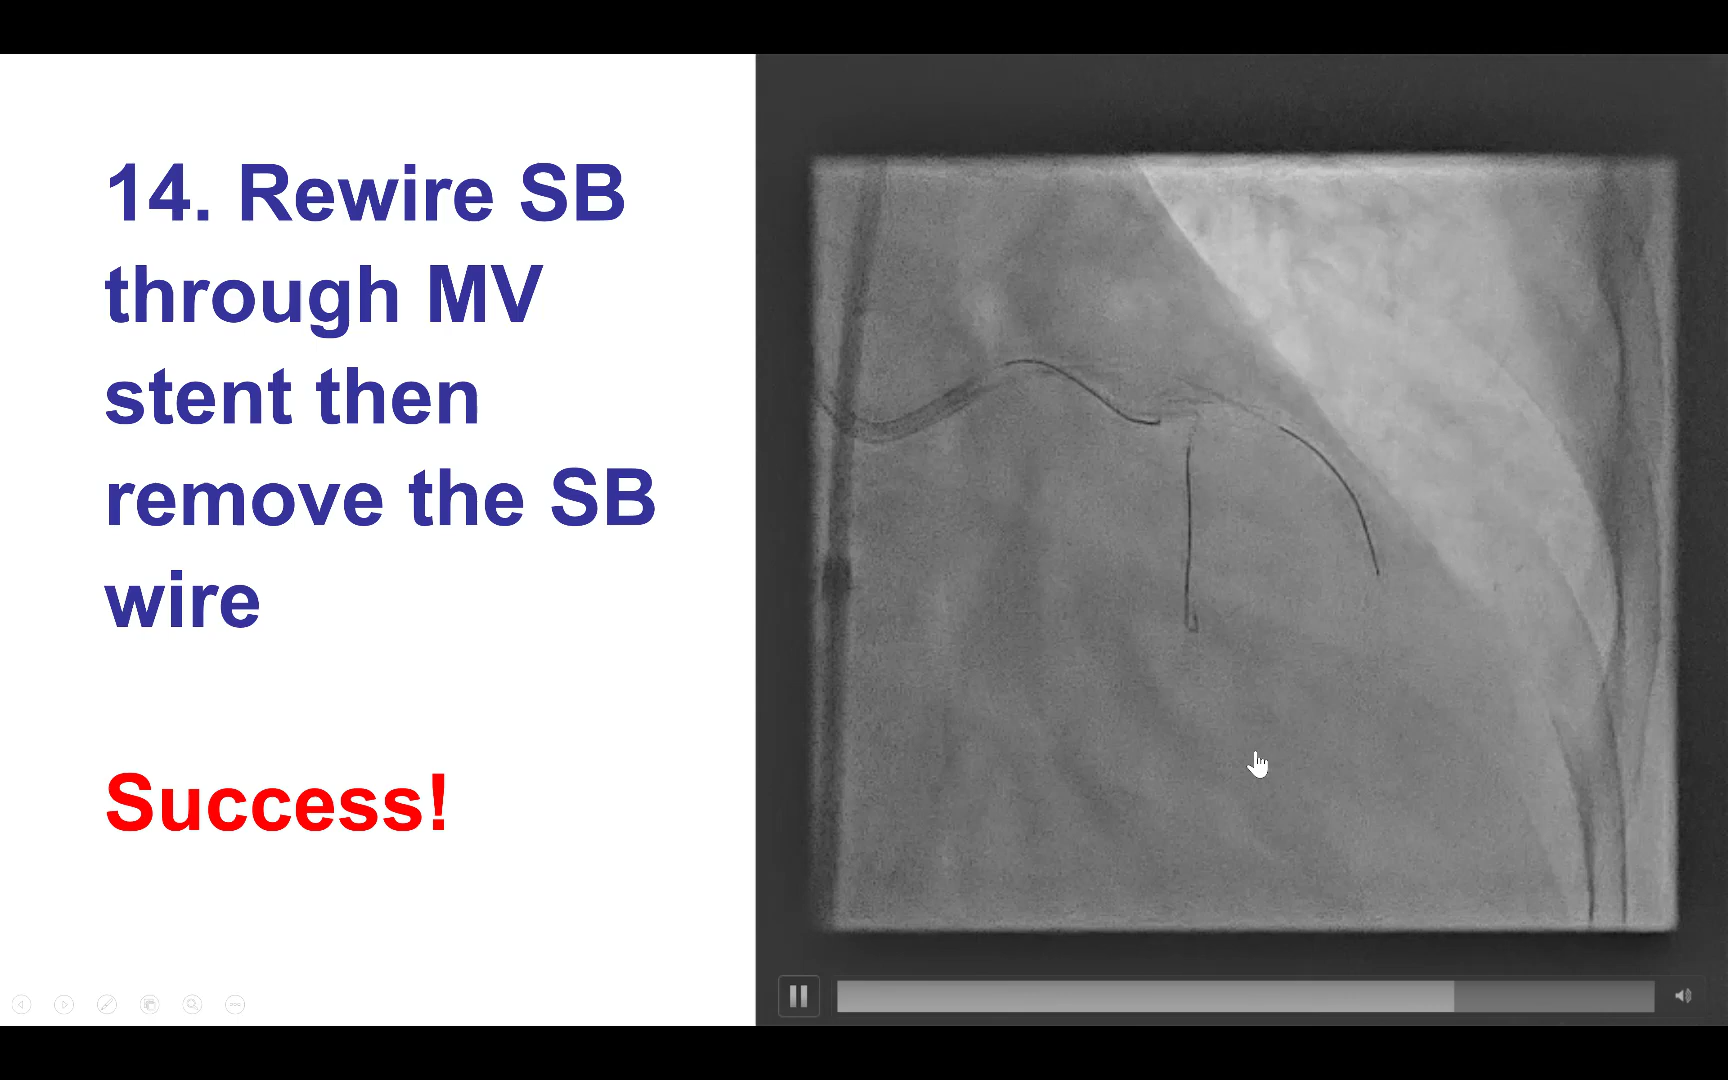 14. Rewire SB
through MV
stent then
remove the SB
wire
Success!